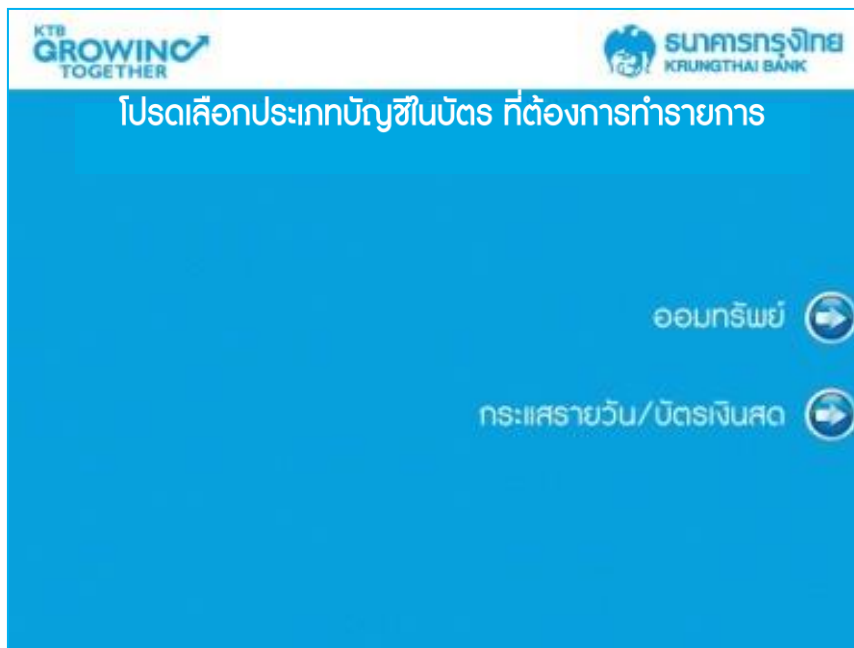 KTB
GROWING
TOGETHER
ธนาคารกรุงไทย
KRUNGTHAI BANK
โปรดเลือกประเภทบัญชีในบัตร ที่ต้องการทำรายการ
ออมทรัพย์
กระแสรายวัน/บัตรเงินสด